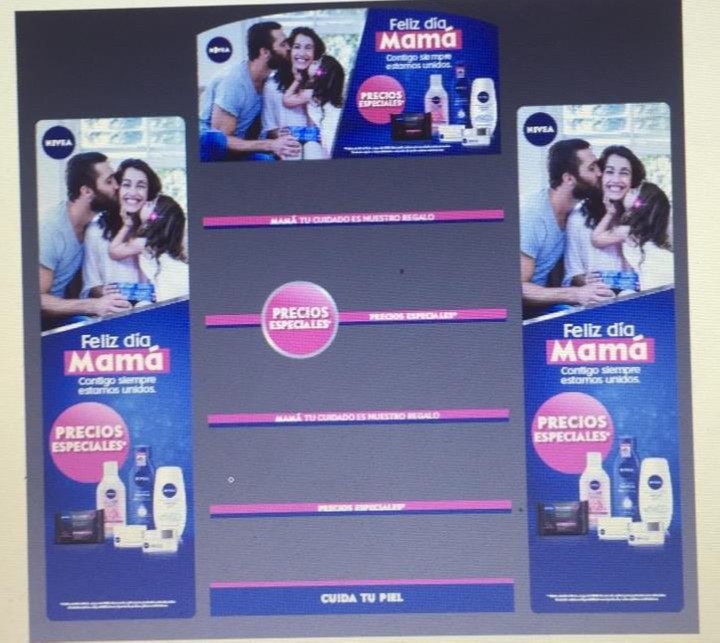 NIVEA
Feliz día
Mamá
Contigo siempre
estamos unidos.
PRECIOS
ESPECIALES*
NIVEA
Feliz día
Mamá
Contigo siempre
estamos unidos.
PRECIOS
ESPECIALES*
NIVEA
MAMÁ TU CUIDADO ES NUESTRO REGALO
PRECIOS
ESPECIALES*
PRECIOS ESPECIALES*
MAMÁ TU CUIDADO ES NUESTRO REGALO
PRECIOS ESPECIALES*
CUIDA TU PIEL
NIVEA
Feliz día
Mamá
Contigo siempre
estamos unidos.
PRECIOS
ESPECIALES*
NIVEA